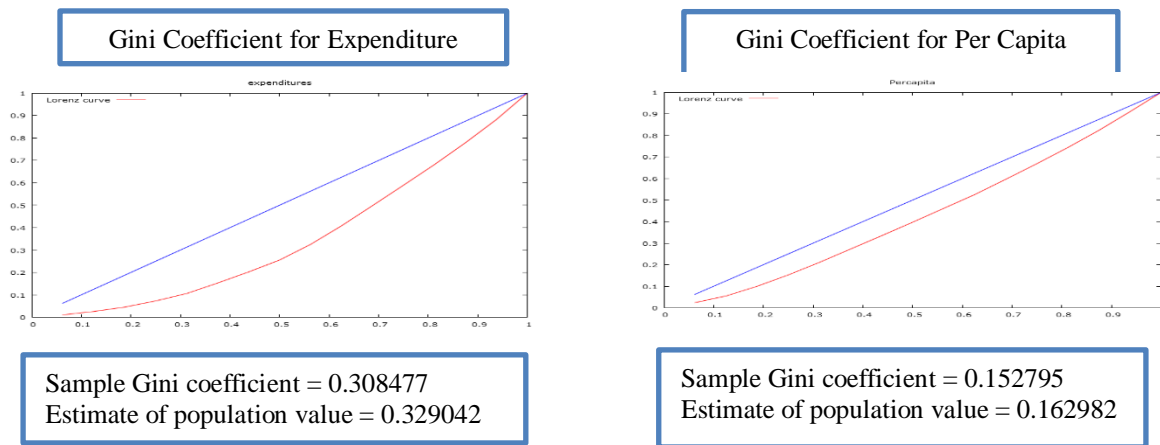 Gini Coefficient for Expenditure
expenditures
Lorenz curve
1
0.9
0.8
0.7
0.6
0.5
0.4
0.3
0.2
0.1
0
0 0.1 0.2 0.3 0.4 0.5 0.6 0.7 0.8 0.9 1
Sample Gini coefficient = 0.308477
Estimate of population value = 0.329042
Gini Coefficient for Per Capita
Percapita
Lorenz curve
1
0.9
0.8
0.7
0.6
0.5
0.4
0.3
0.2
0.1
0
0 0.1 0.2 0.3 0.4 0.5 0.6 0.7 0.8 0.9
Sample Gini coefficient = 0.152795
Estimate of population value = 0.162982